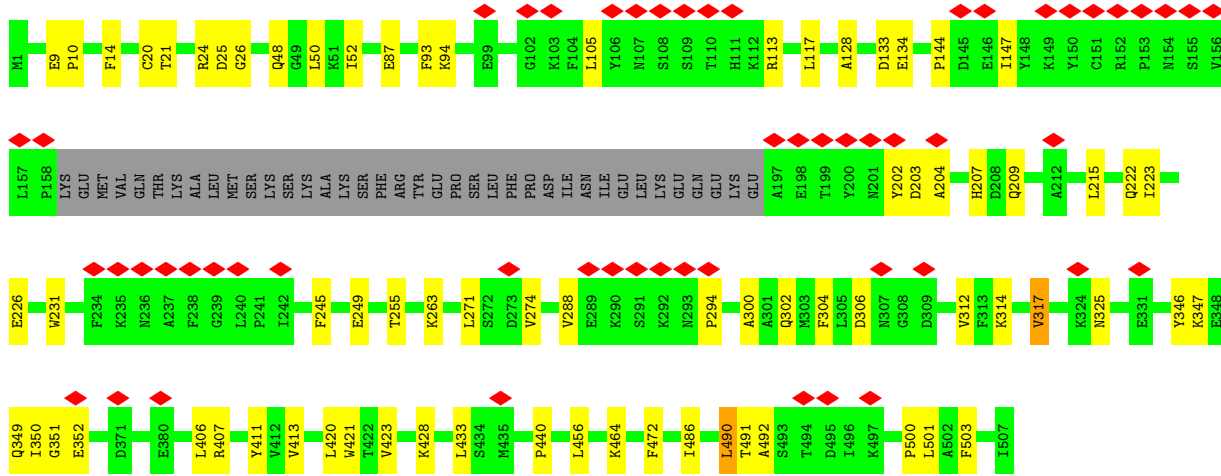 M1 E9 P10 F14 C20 T21 R24 D25 G26 Q48 G49 L50 K51 I52 E87 F93 K94 E99 G102 K103 F104 L105 Y106 N107 S108 S109 T110 H111 K112 R113 L117 A128 D133 E134 P144 D145 E146 I147 Y148 K149 Y150 C151 R152 P153 N154 S155 V156
L157 P158 LYS GLU MET VAL GLN THR LYS ALA LEU MET SER LYS SER LYS ALA LYS SER PHE ARG TYR GLU PRO SER LEU PHE PRO ASP ILE ASN ILE GLU LEU LYS GLU GLN GLU LYS GLU A197 E198 T199 Y200 N201 Y202 D203 A204 H207 D208 Q209 A212 L215 Q222 I223
E226 W231 F234 K235 N236 A237 F238 G239 L240 P241 I242 F245 E249 T255 K263 L271 S272 D273 V274 V288 E289 K290 S291 K292 N293 P294 A300 A301 Q302 M303 F304 L305 D306 N307 G308 D309 V312 F313 K314 V317 K324 N325 E331 Y346 K347 E348
Q349 I350 G351 E352 D371 E380 L406 R407 Y411 V412 V413 L420 W421 T422 V423 K428 L433 S434 M435 P440 L456 K464 F472 I486 L490 T491 A492 S493 T494 D495 I496 K497 P500 L501 A502 F503 I507